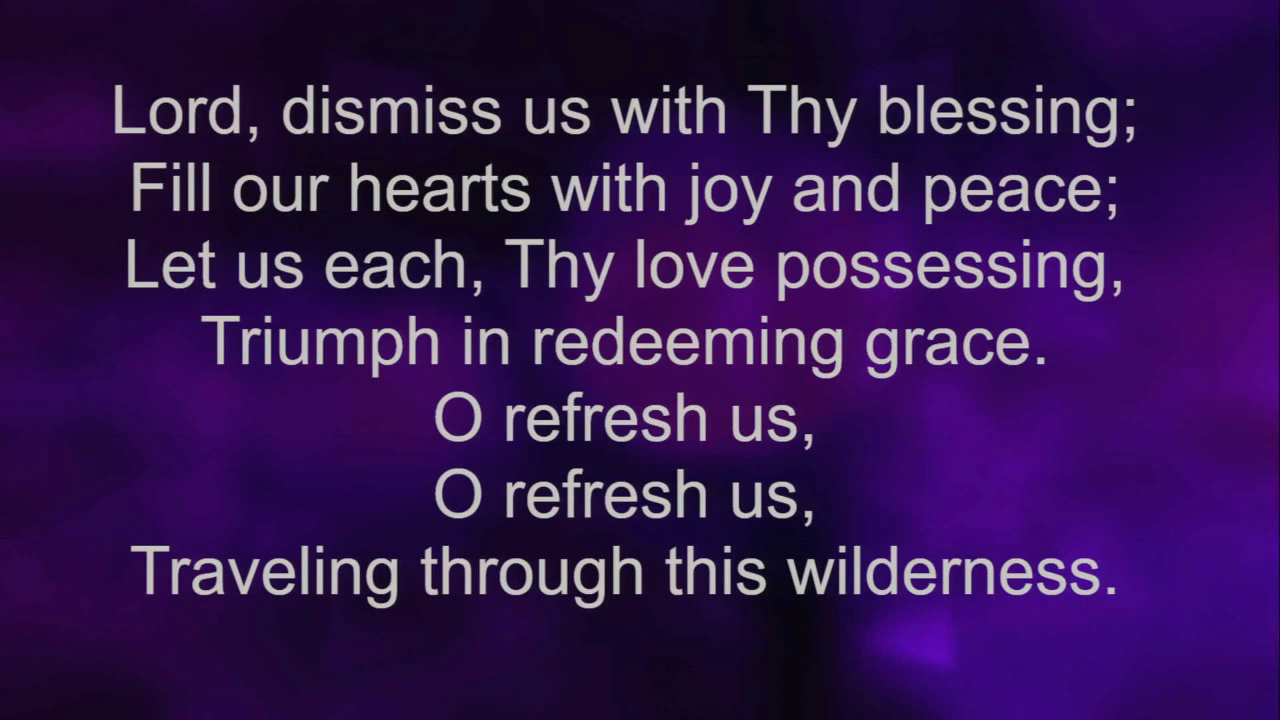 Lord, dismiss us with Thy blessing;
Fill our hearts with joy and peace;
Let us each, Thy love possessing,
Triumph in redeeming grace.
O refresh us,
O refresh us,
Traveling through this wilderness.